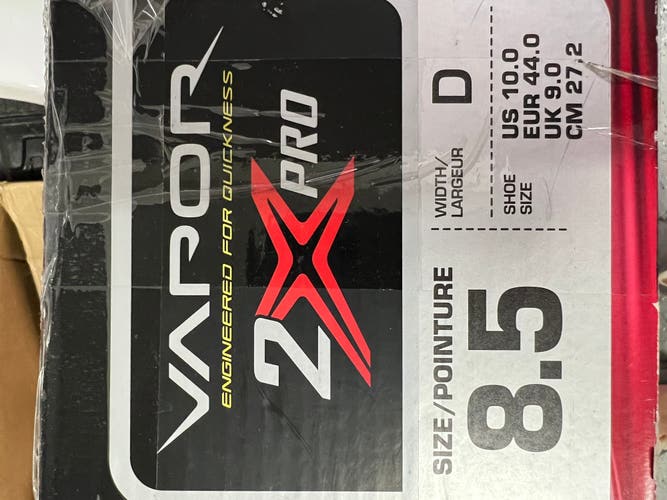 VAPOR
ENGINEERED FOR QUICKNESS
2X PRO
SIZE/POINTURE
8.5
WIDTH/
LARGEUR
D
SHOE
SIZE
US 10.0
EUR 44.0
UK 9.0
CM 27.2